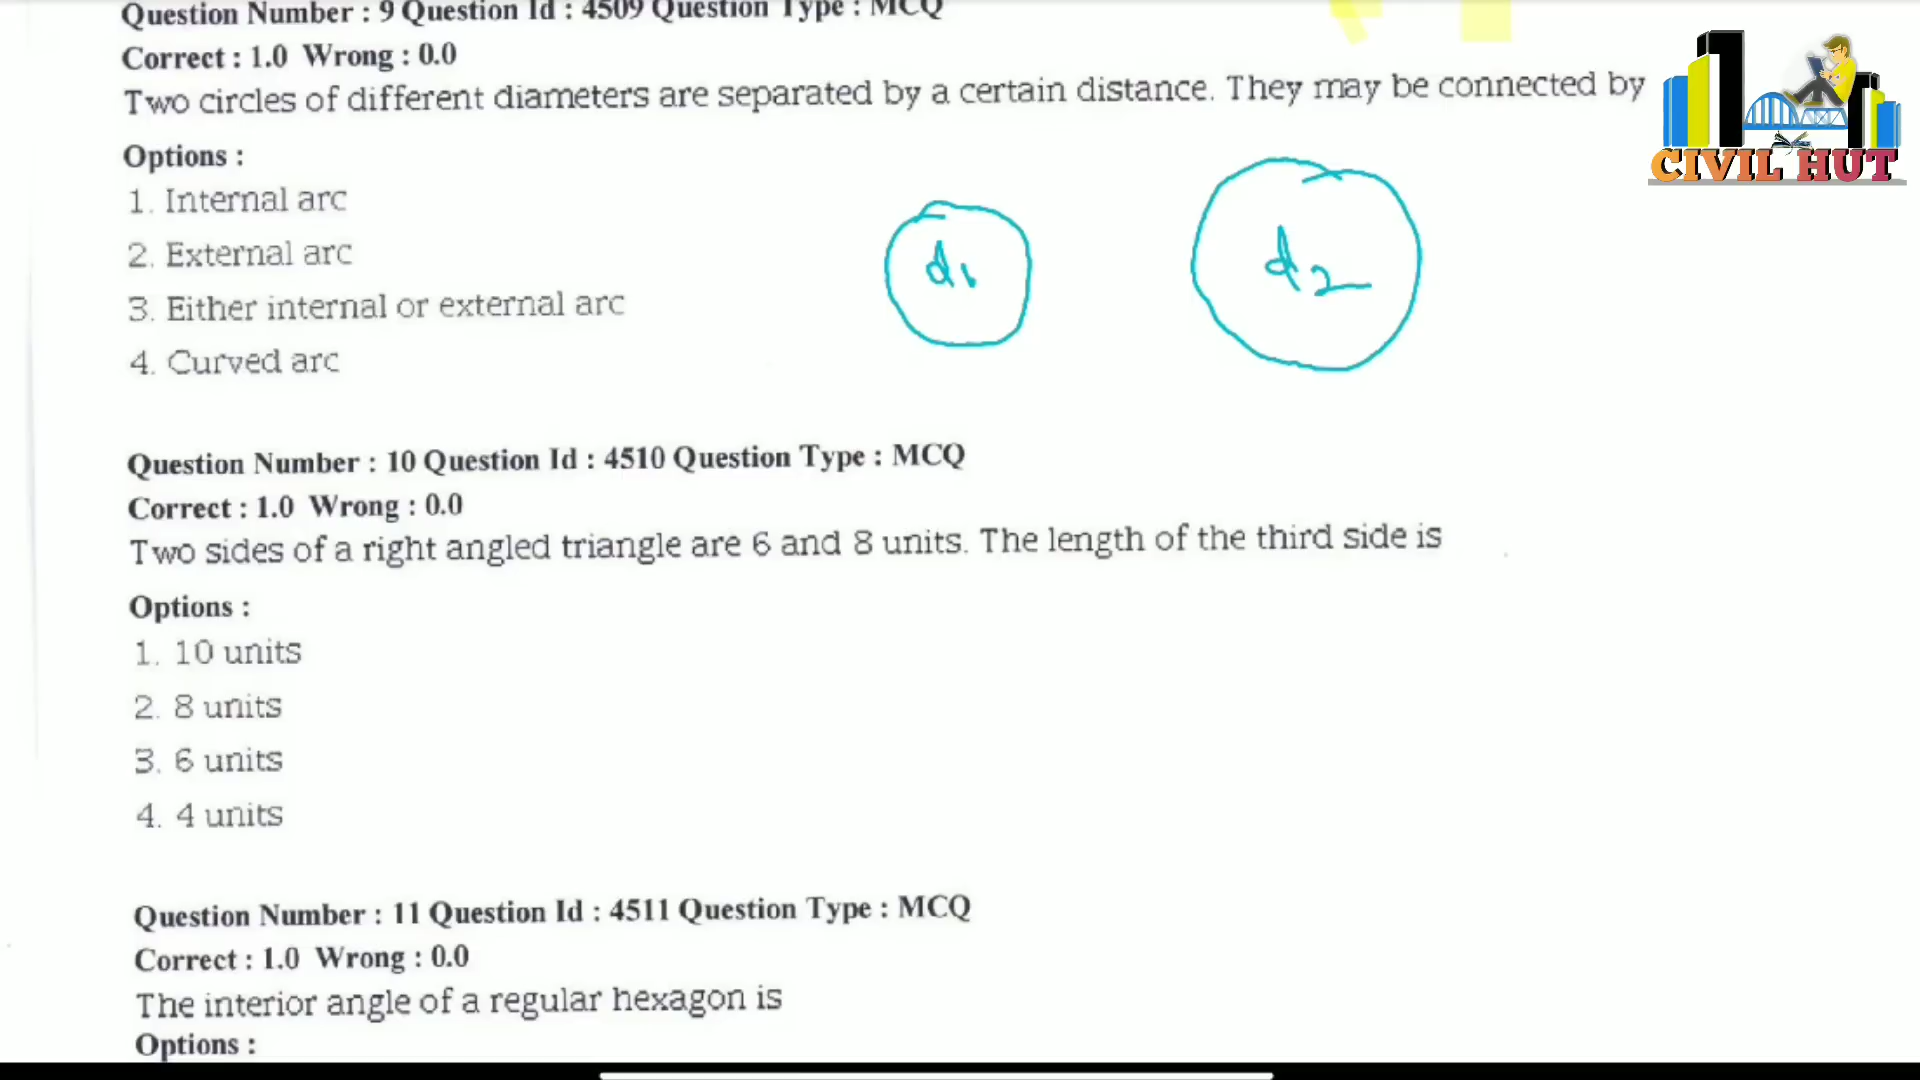 Question Number : 9 Question Id : 4509 Question Type : MCQ
Correct : 1.0 Wrong : 0.0
Two circles of different diameters are separated by a certain distance. They may be connected by
Options :
1. Internal arc
2. External arc
3. Either internal or external arc
4. Curved arc
d1
d2
CIVIL HUT
Question Number : 10 Question Id : 4510 Question Type : MCQ
Correct : 1.0 Wrong : 0.0
Two sides of a right angled triangle are 6 and 8 units. The length of the third side is
Options :
1. 10 units
2. 8 units
3. 6 units
4. 4 units
Question Number : 11 Question Id : 4511 Question Type : MCQ
Correct : 1.0 Wrong : 0.0
The interior angle of a regular hexagon is
Options :